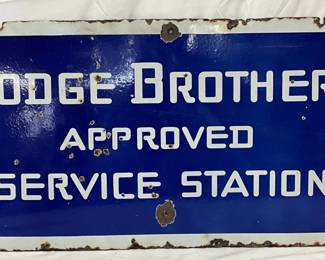 ODGE BROTHER
APPROVED
SERVICE STATION